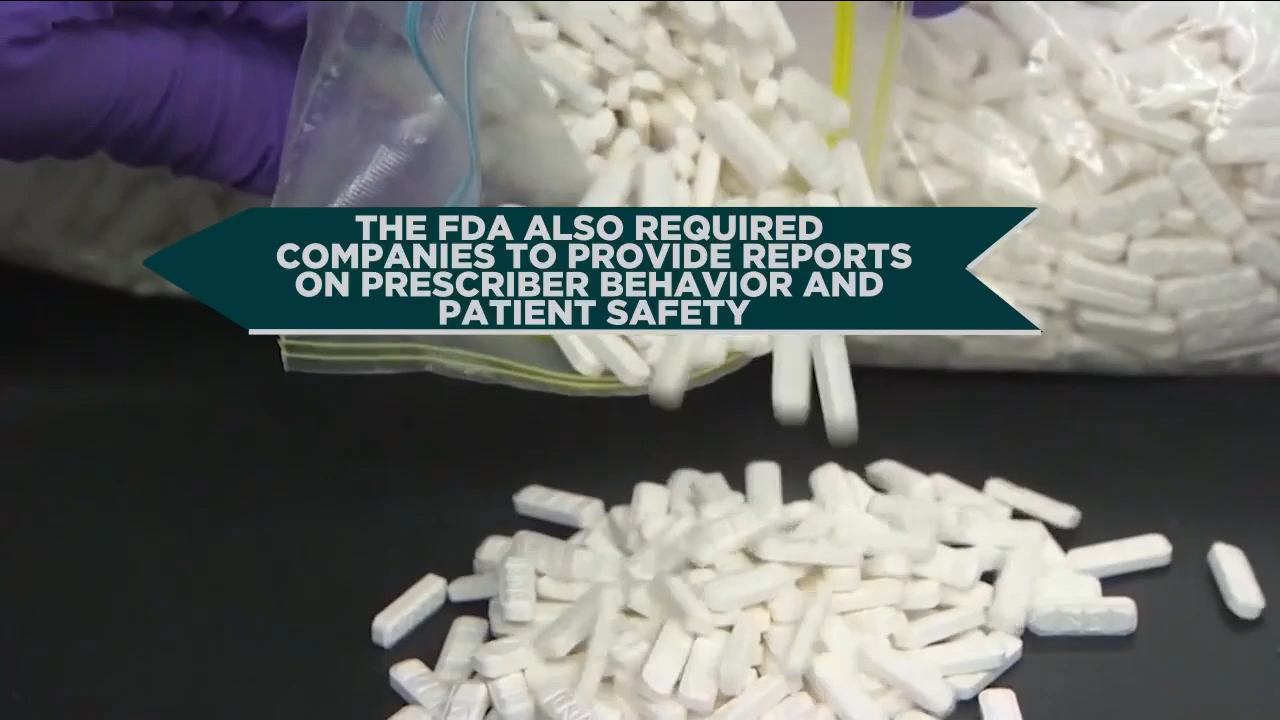 THE FDA ALSO REQUIRED
COMPANIES TO PROVIDE REPORTS
ON PRESCRIBER BEHAVIOR AND
PATIENT SAFETY